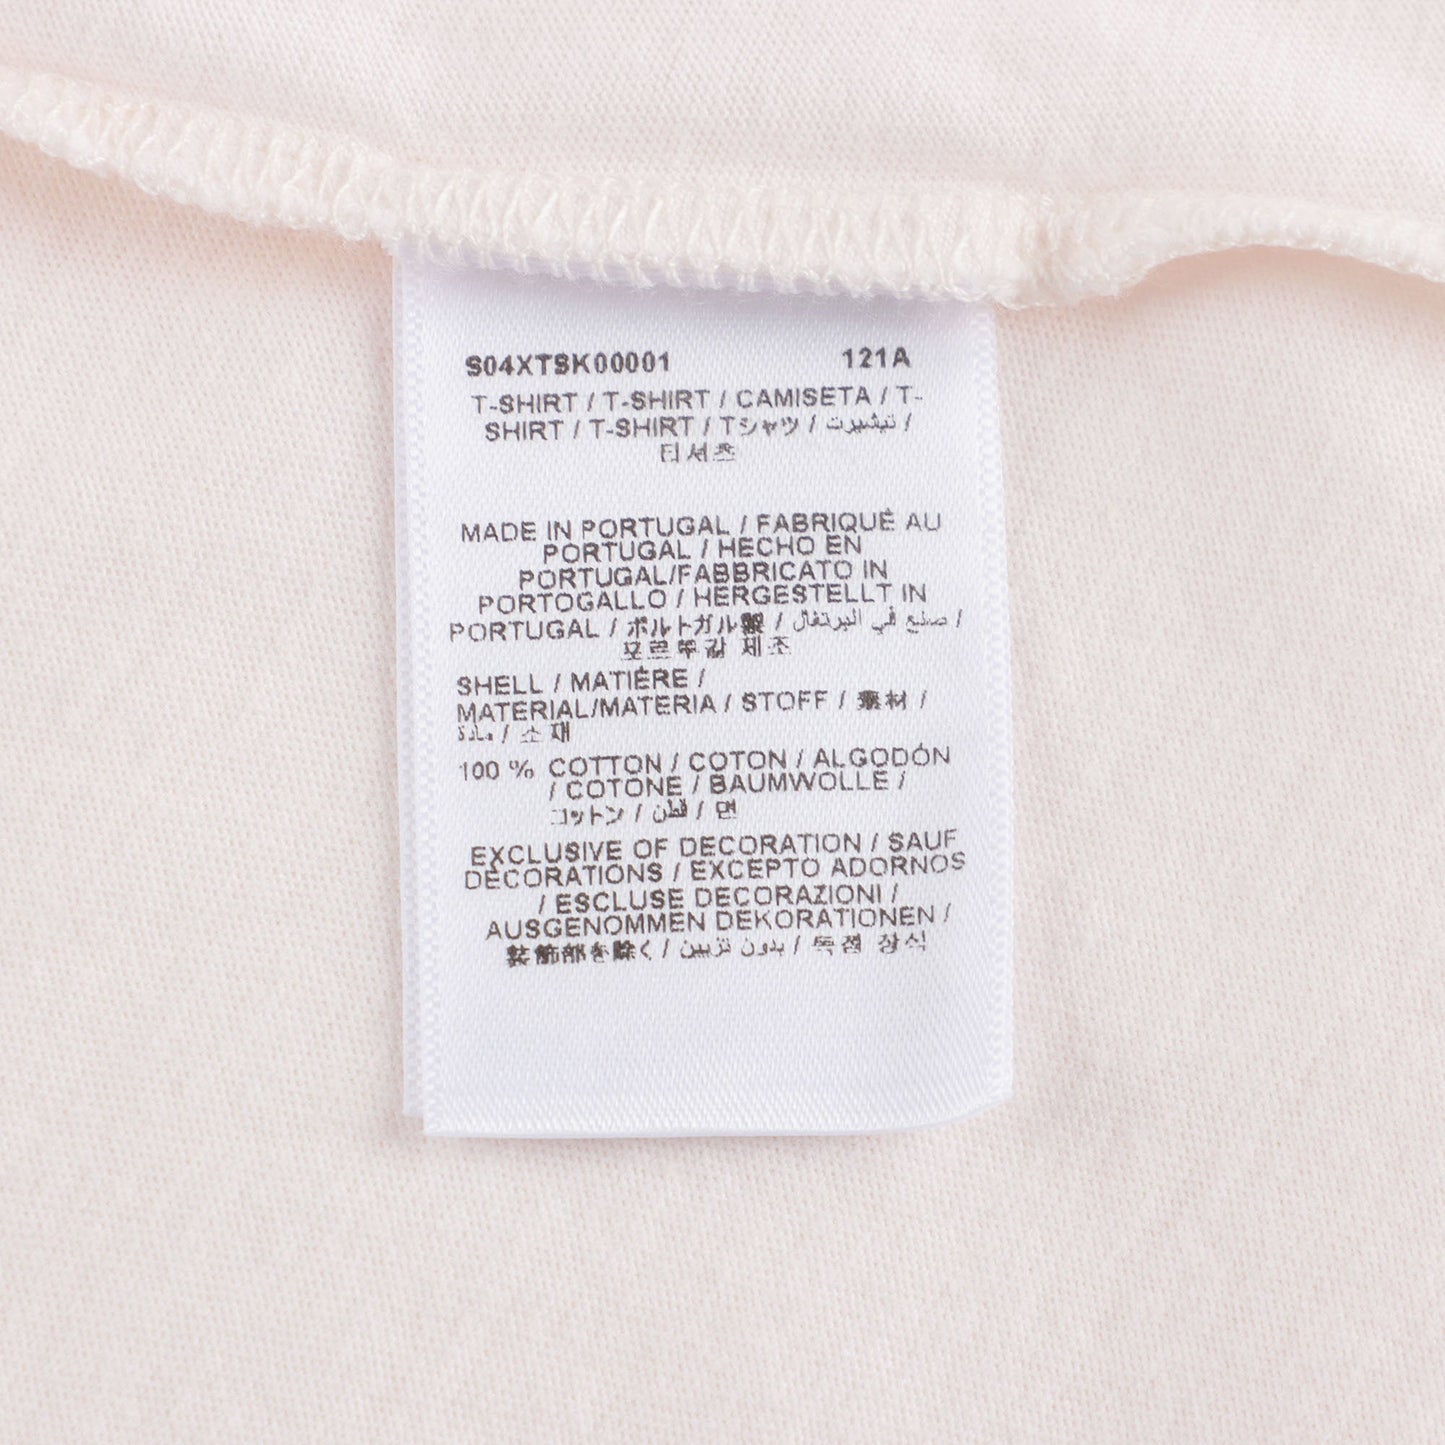 S04XTSK00001 121A
T-SHIRT / T-SHIRT / CAMISETA / T-
SHIRT / T-SHIRT / Tシャツ / تيشيرت /
티셔츠
MADE IN PORTUGAL / FABRIQUÉ AU
PORTUGAL / HECHO EN
PORTUGAL/FABBRICATO IN
PORTOGALLO / HERGESTELLT IN
PORTUGAL / ポルトガル製 / صنع في البرتغال /
포르투갈 제조
SHELL / MATIÈRE /
MATERIAL/MATERIA / STOFF / 素材 /
مادة / 소재
100 % COTTON / COTON / ALGODÓN
/ COTONE / BAUMWOLLE /
コットン / قطن / 면
EXCLUSIVE OF DECORATION / SAUF
DÉCORATIONS / EXCEPTO ADORNOS
/ ESCLUSE DECORAZIONI /
AUSGENOMMEN DEKORATIONEN /
装飾部を除く / بدون تزيين / 독점 장식